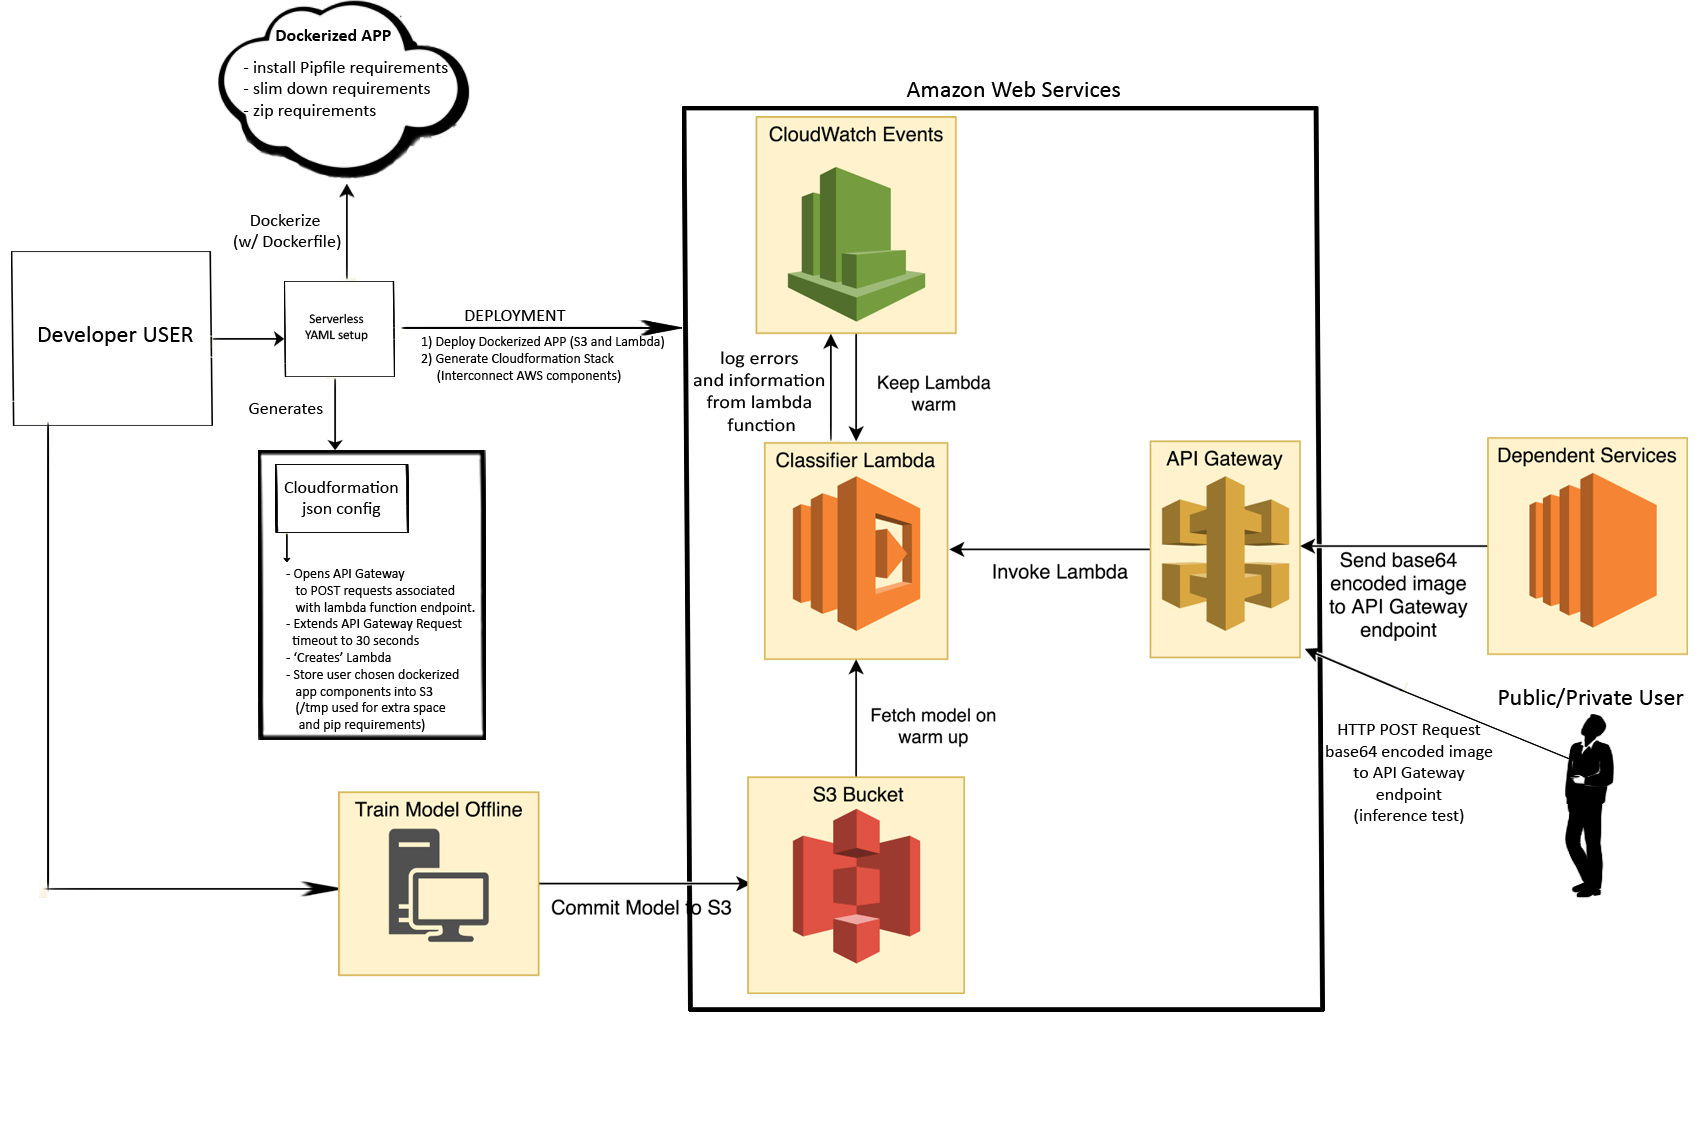 Dockerized APP
- install Pipfile requirements
- slim down requirements
- zip requirements
Dockerize
(w/ Dockerfile)
Developer USER
Serverless
YAML setup
DEPLOYMENT
1) Deploy Dockerized APP (S3 and Lambda)
2) Generate Cloudformation Stack
(Interconnect AWS components)
Generates
Cloudformation
json config
- Opens API Gateway
to POST requests associated
with lambda function endpoint.
- Extends API Gateway Request
timeout to 30 seconds
- ‘Creates’ Lambda
- Store user chosen dockerized
app components into S3
(/tmp used for extra space
and pip requirements)
Train Model Offline
Commit Model to S3
Amazon Web Services
CloudWatch Events
log errors
and information
from lambda
function
Keep Lambda
warm
Classifier Lambda
Invoke Lambda
API Gateway
Fetch model on
warm up
S3 Bucket
Dependent Services
Send base64
encoded image
to API Gateway
endpoint
Public/Private User
HTTP POST Request
base64 encoded image
to API Gateway
endpoint
(inference test)